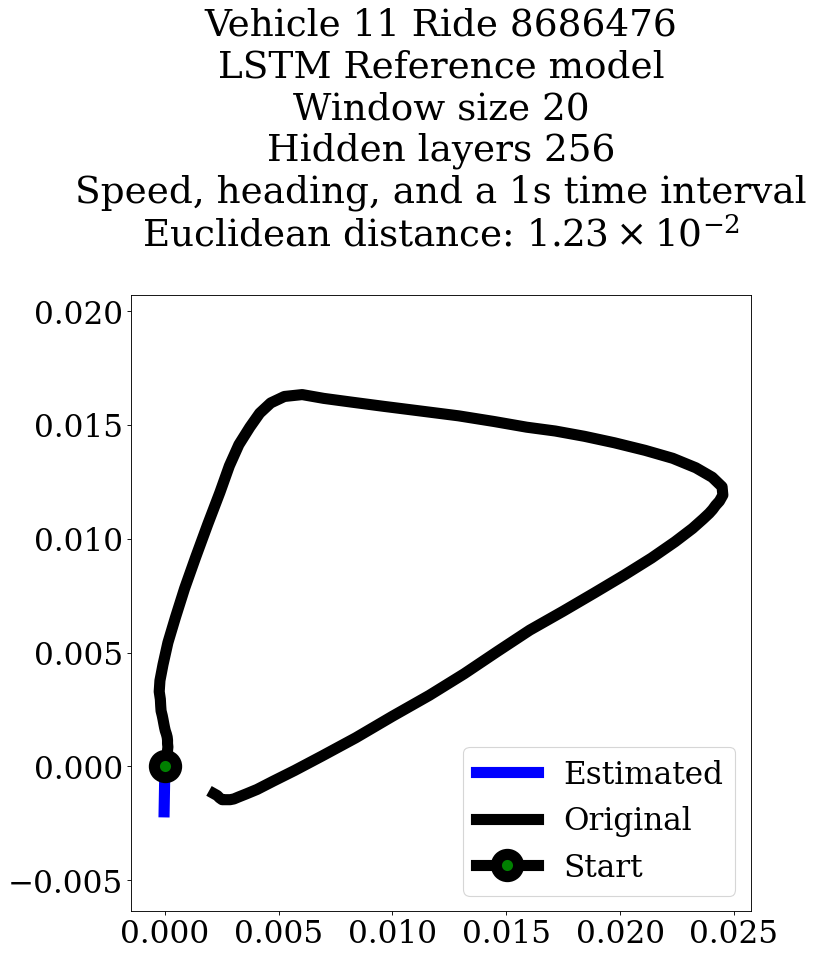 Vehicle 11 Ride 8686476
LSTM Reference model
Window size 20
Hidden layers 256
Speed, heading, and a 1s time interval
Euclidean distance: 1.23 × 10⁻²
0.020
0.015
0.010
0.005
0.000
−0.005
Estimated
Original
Start
0.000 0.005 0.010 0.015 0.020 0.025